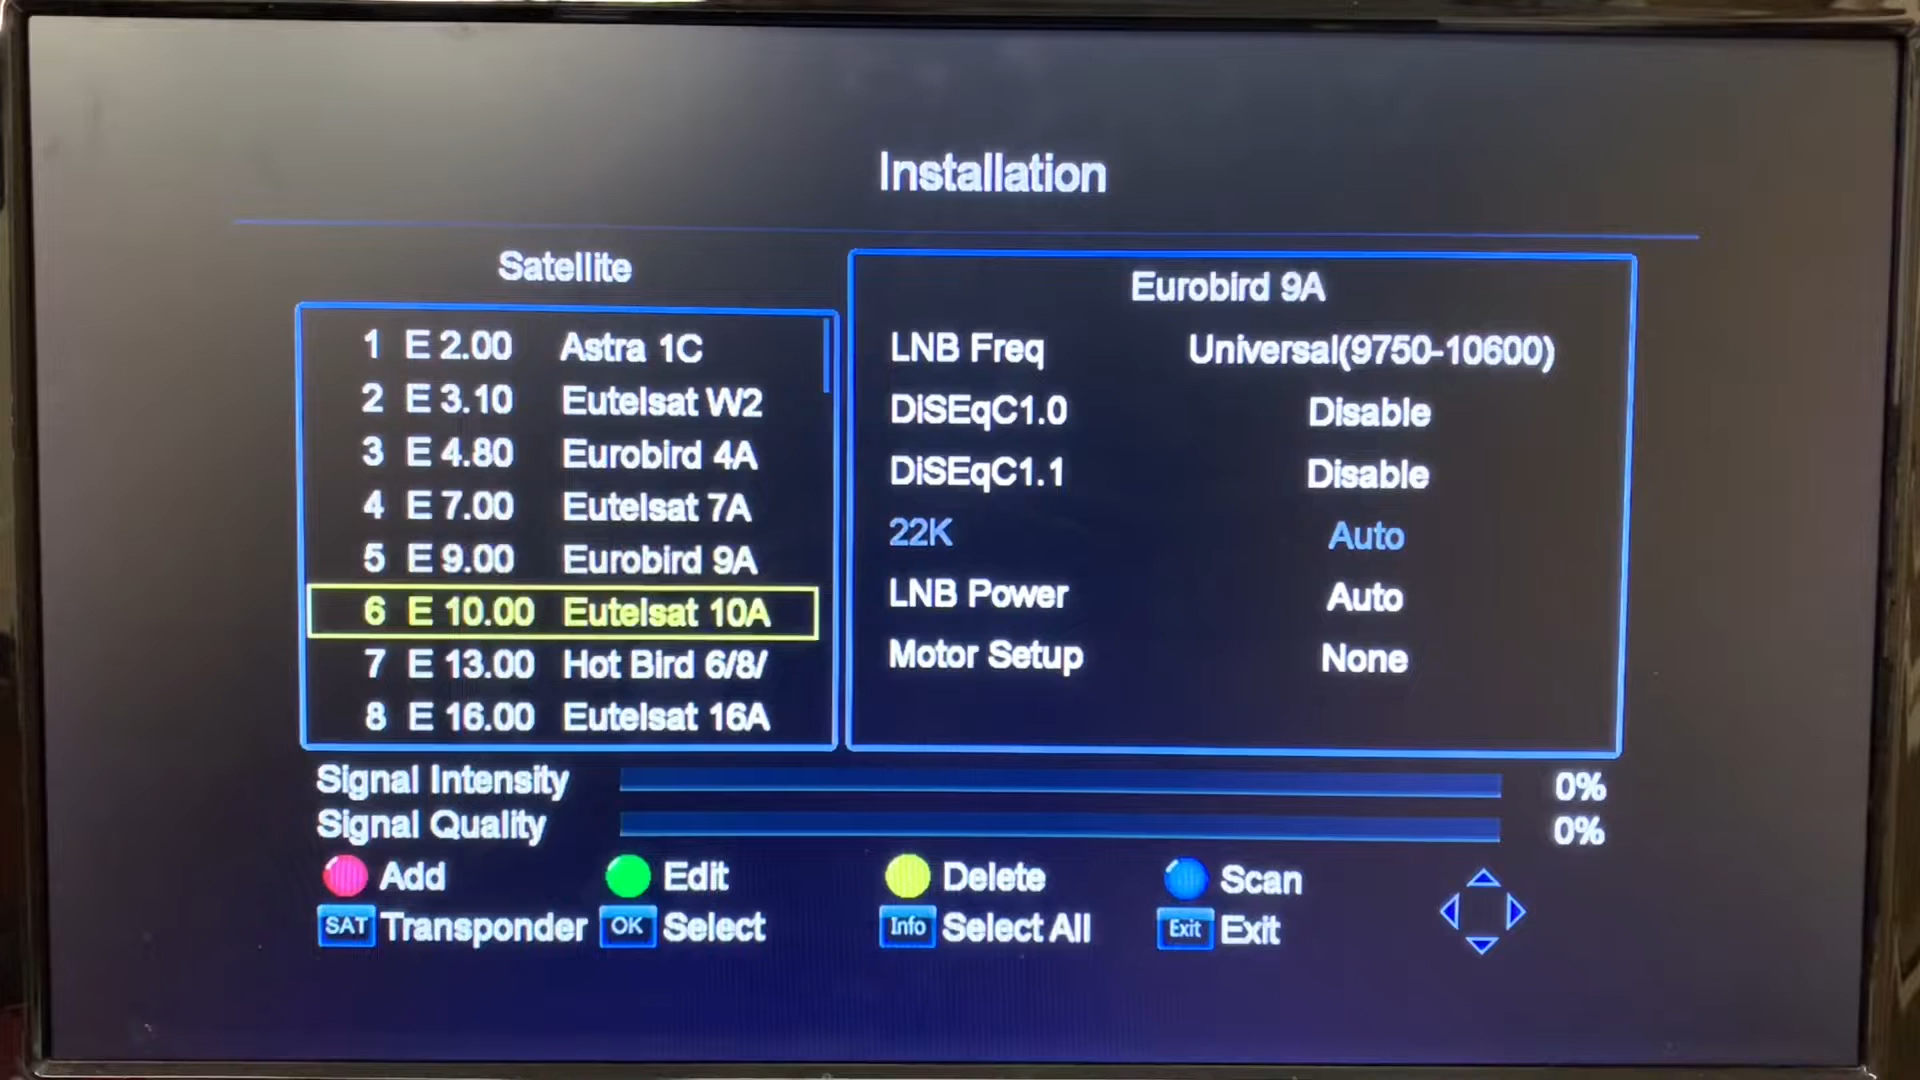 Installation
Satellite
1 E 2.00 Astra 1C
2 E 3.10 Eutelsat W2
3 E 4.80 Eurobird 4A
4 E 7.00 Eutelsat 7A
5 E 9.00 Eurobird 9A
6 E 10.00 Eutelsat 10A
7 E 13.00 Hot Bird 6/8/
8 E 16.00 Eutelsat 16A
Eurobird 9A
LNB Freq Universal(9750-10600)
DiSEqC1.0 Disable
DiSEqC1.1 Disable
22K Auto
LNB Power Auto
Motor Setup None
Signal Intensity 0%
Signal Quality 0%
Add Edit Delete Scan
SAT Transponder OK Select Info Select All Exit Exit